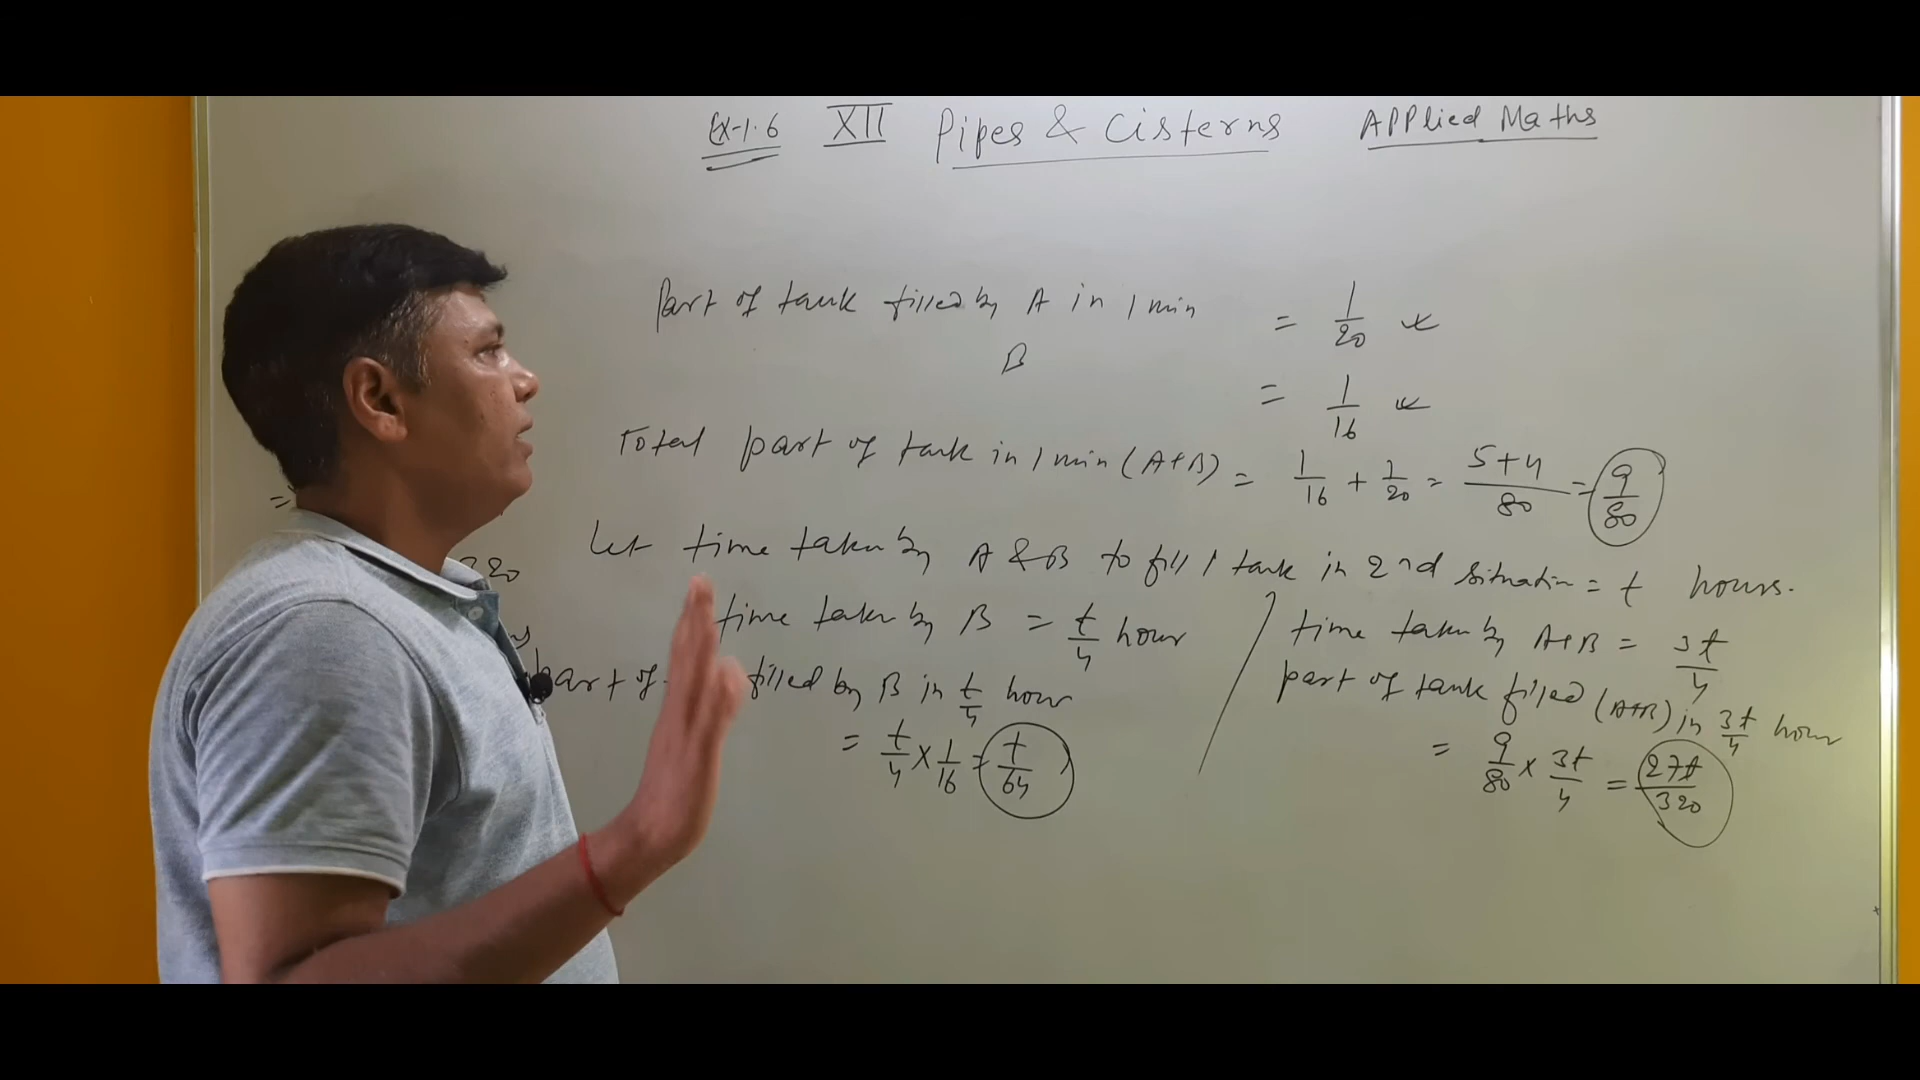 Ex-1.6 XII Pipes & Cisterns Applied Maths
Part of tank filled by A in 1 min = 1/20
B = 1/16
Total part of tank in 1 min (A+B) = 1/16 + 1/20 = 5+4/80 = 9/80
Let time taken by A & B to fill 1 tank in 2nd situation = t hours.
time taken by B = t/4 hour
time taken by A+B = 3t/4
part of filled by B in t/4 hour
part of tank filled (A+B) in 3t/4 hour
= t/4 × 1/16 = t/64
= 9/80 × 3t/4 = 27t/320